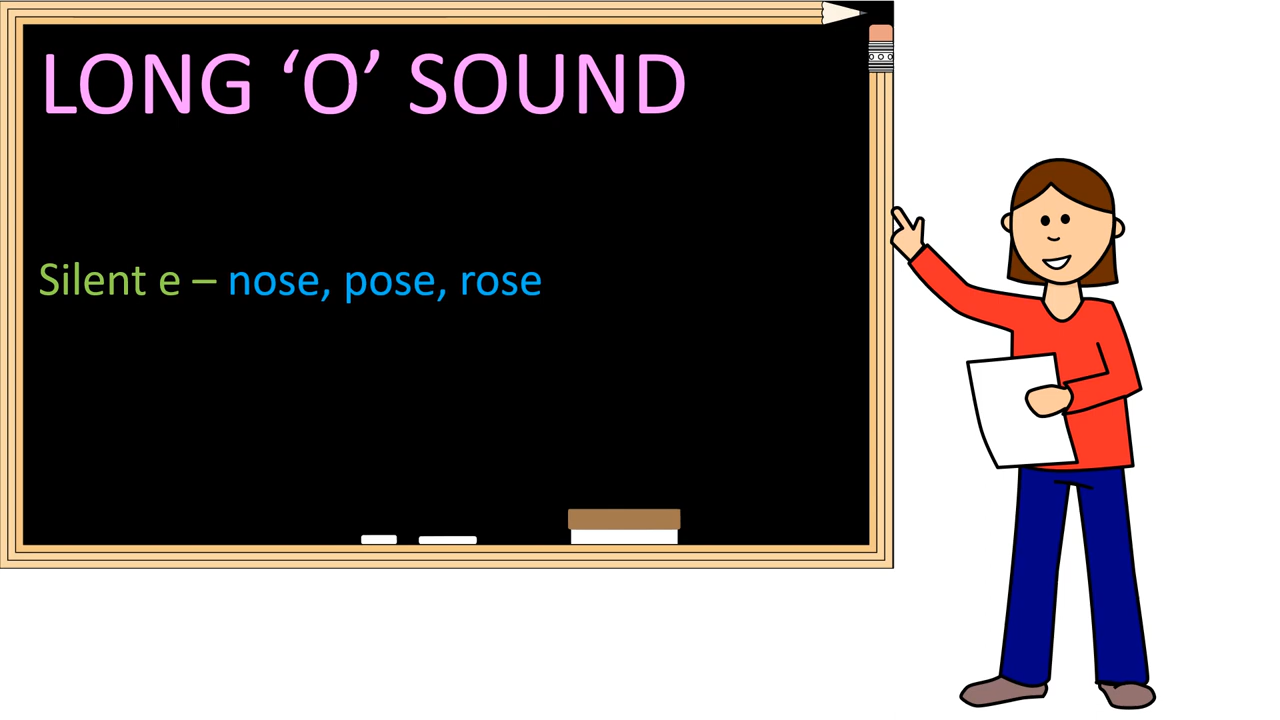 LONG ‘O’ SOUND
Silent e – nose, pose, rose